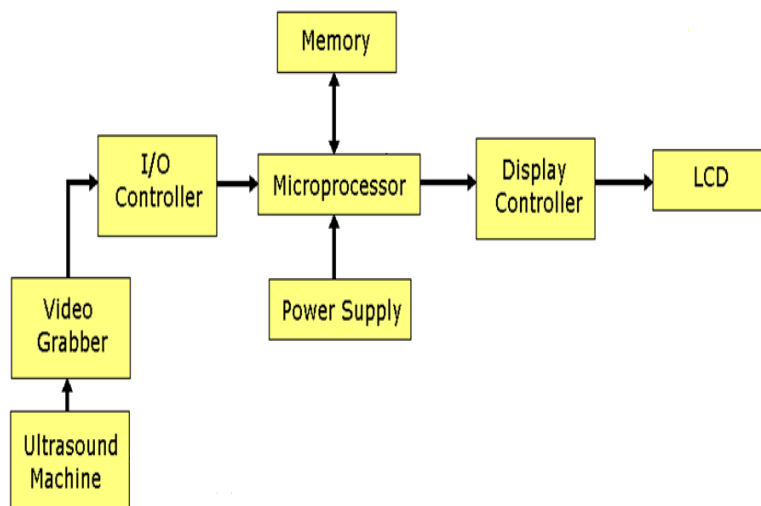 Memory
I/O
Controller
Microprocessor
Display
Controller
LCD
Video
Grabber
Power Supply
Ultrasound
Machine